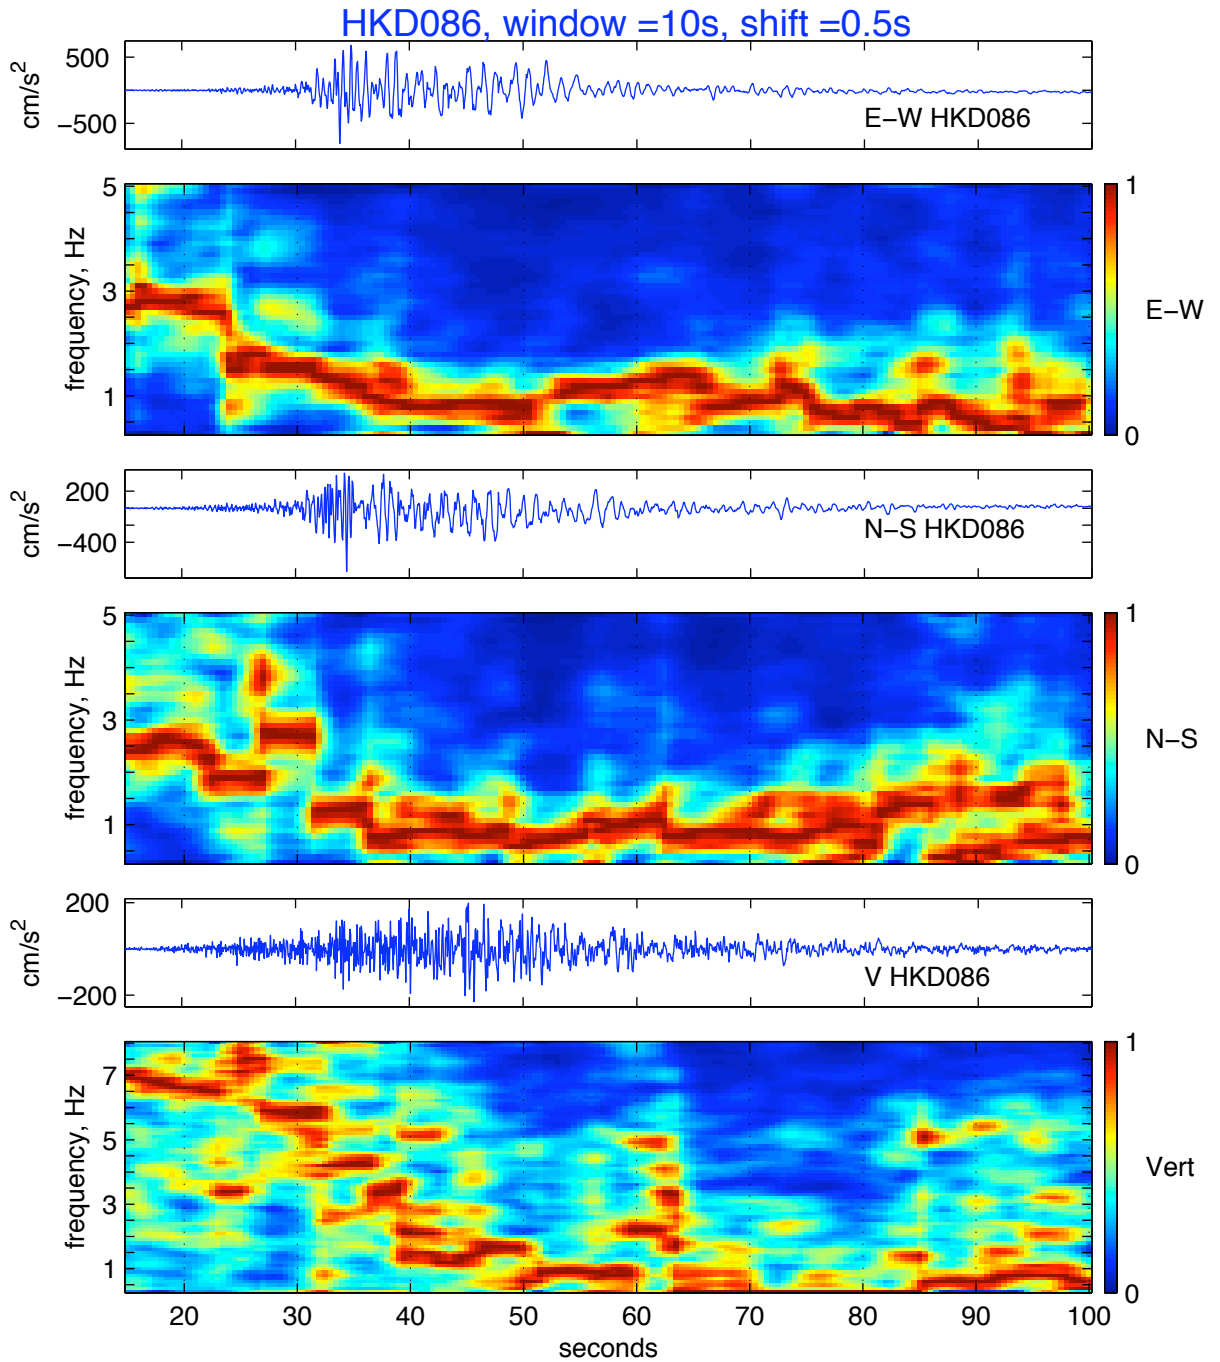 HKD086, window =10s, shift =0.5s
500
−500
cm/s²
E−W HKD086
5
3
1
frequency, Hz
1
0
E−W
200
−400
cm/s²
N−S HKD086
5
3
1
frequency, Hz
1
0
N−S
200
−200
cm/s²
V HKD086
7
5
3
1
frequency, Hz
1
0
Vert
20 30 40 50 60 70 80 90 100
seconds